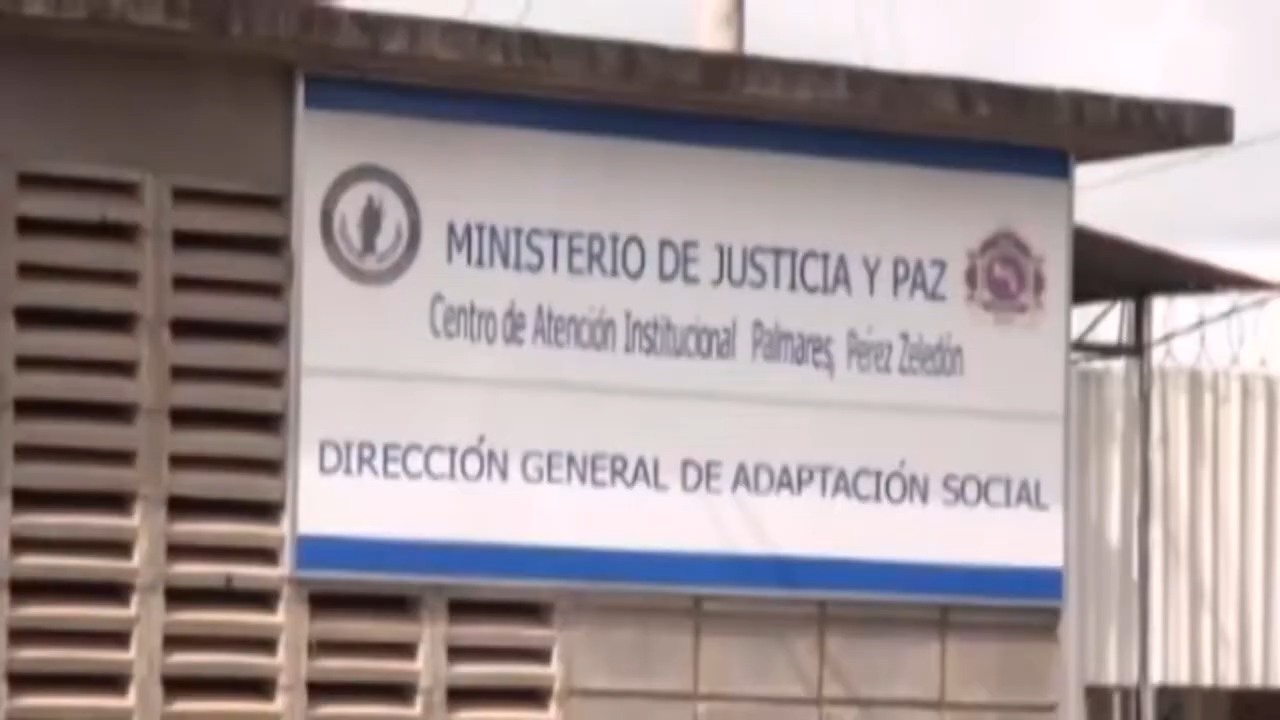 MINISTERIO DE JUSTICIA Y PAZ
Centro de Atención Institucional Palmares, Pérez Zeledón
DIRECCIÓN GENERAL DE ADAPTACIÓN SOCIAL